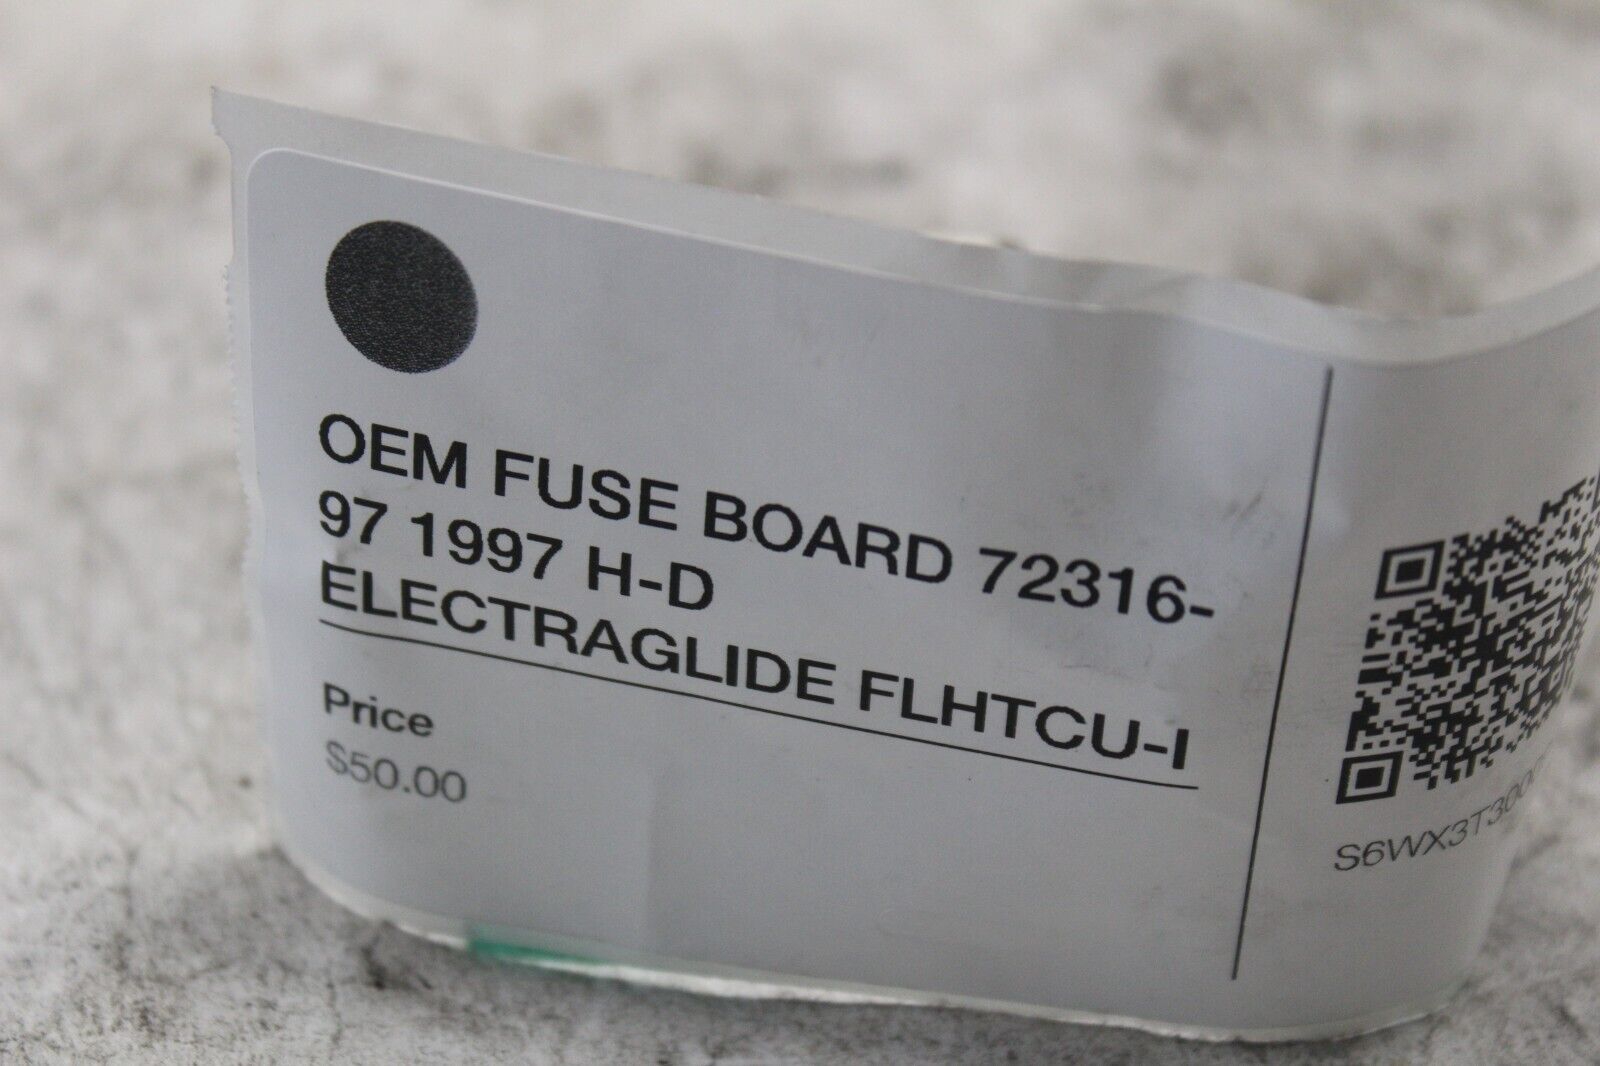 OEM FUSE BOARD 72316-
97 1997 H-D
ELECTRAGLIDE FLHTCU-I
Price
$50.00